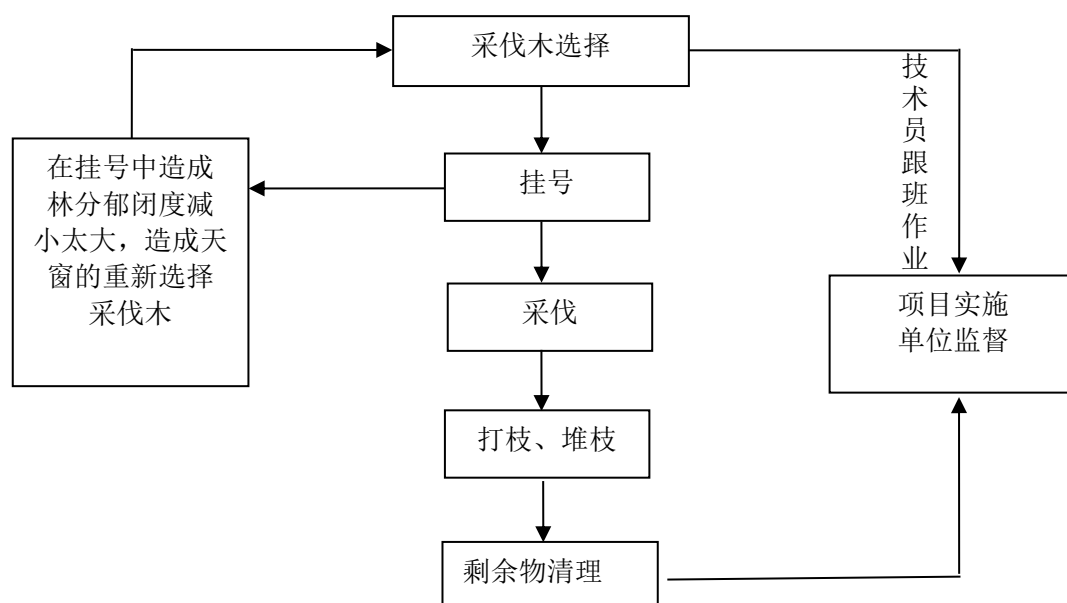 采伐木选择
技术员跟班作业
在挂号中造成
林分郁闭度减
小太大，造成天
窗的重新选择
采伐木
挂号
采伐
项目实施
单位监督
打枝、堆枝
剩余物清理